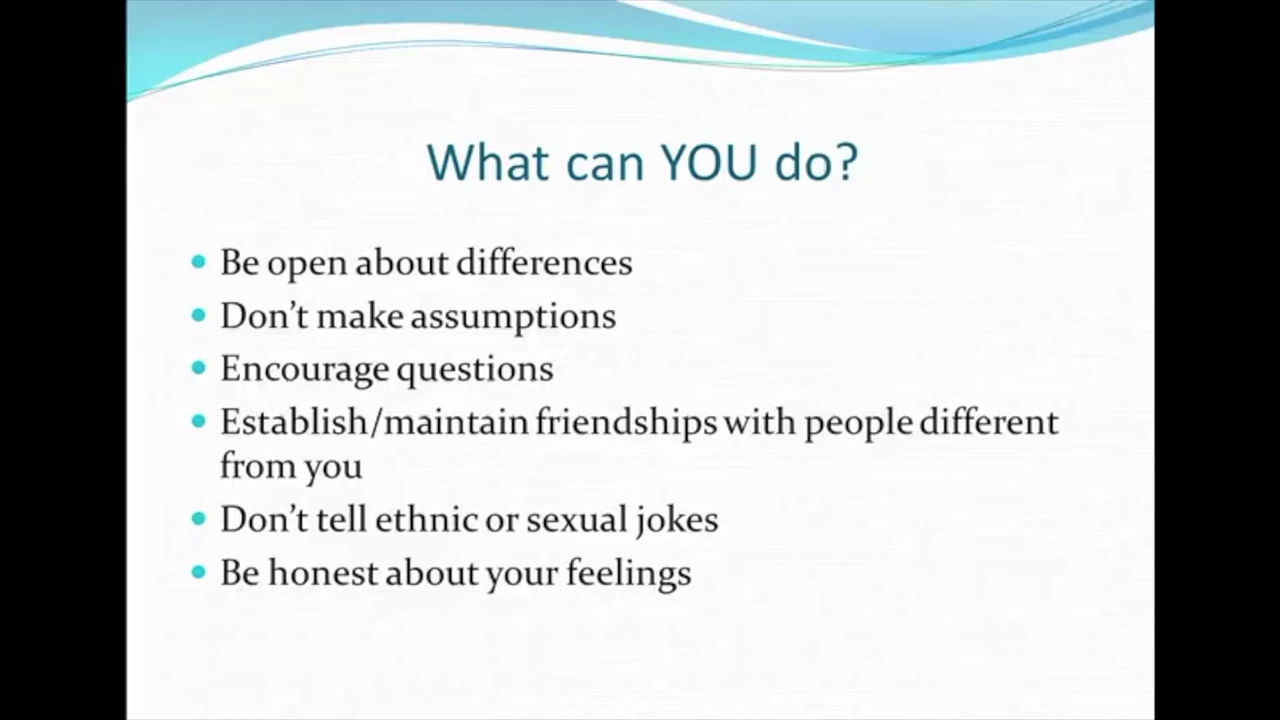 What can YOU do?
• Be open about differences
• Don’t make assumptions
• Encourage questions
• Establish/maintain friendships with people different
from you
• Don’t tell ethnic or sexual jokes
• Be honest about your feelings